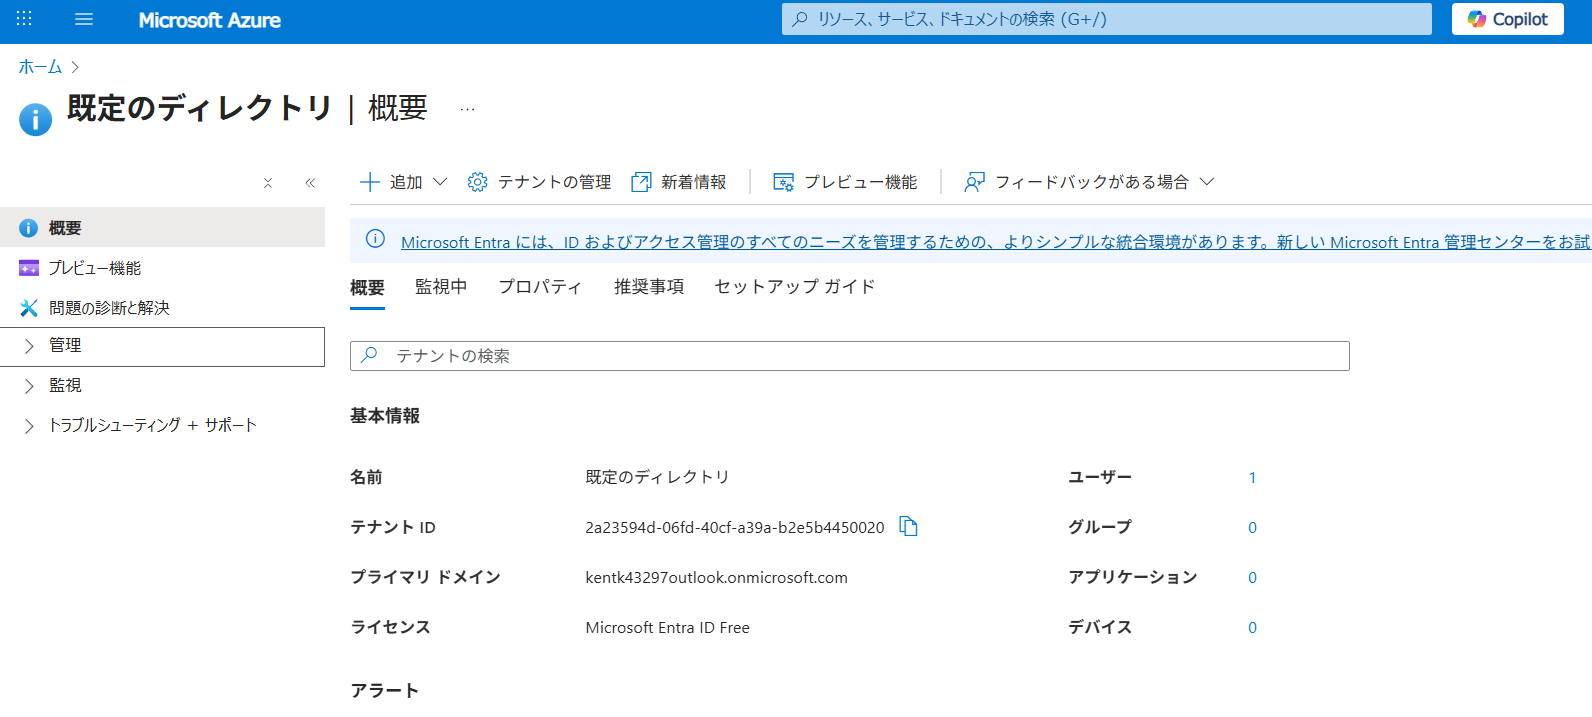 Microsoft Azure
リソース、サービス、ドキュメントの検索 (G+/)
Copilot
ホーム
既定のディレクトリ | 概要 ...
追加
テナントの管理
新着情報
プレビュー機能
フィードバックがある場合
概要
プレビュー機能
問題の診断と解決
管理
監視
トラブルシューティング + サポート
Microsoft Entra には、ID およびアクセス管理のすべてのニーズを管理するための、よりシンプルな統合環境があります。新しい Microsoft Entra 管理センターをお試
概要 監視中 プロパティ 推奨事項 セットアップ ガイド
テナントの検索
基本情報
名前 既定のディレクトリ ユーザー 1
テナント ID 2a23594d-06fd-40cf-a39a-b2e5b4450020 グループ 0
プライマリ ドメイン kentk43297outlook.onmicrosoft.com アプリケーション 0
ライセンス Microsoft Entra ID Free デバイス 0
アラート